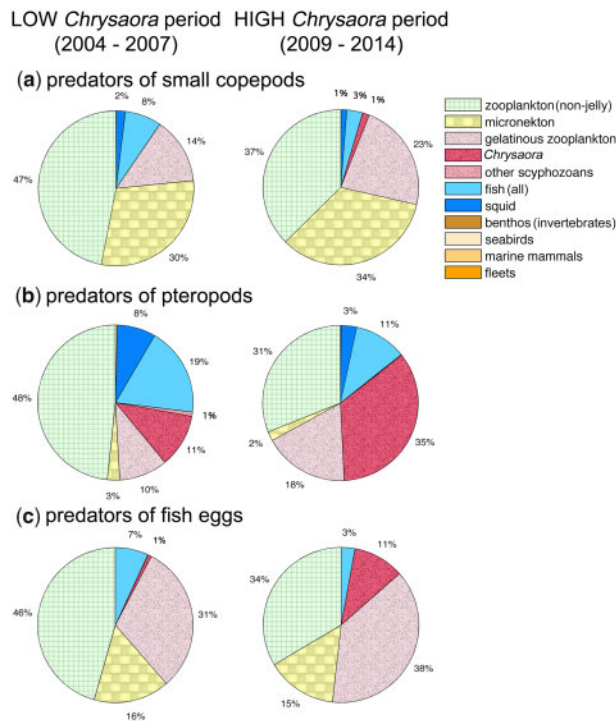 LOW Chrysaora period
(2004 - 2007)
HIGH Chrysaora period
(2009 - 2014)
(a) predators of small copepods
2%
8%
14%
30%
47%
1%
3%
1%
23%
34%
37%
zooplankton (non-jelly)
micronekton
gelatinous zooplankton
Chrysaora
other scyphozoans
fish (all)
squid
benthos (invertebrates)
seabirds
marine mammals
fleets
(b) predators of pteropods
8%
19%
1%
11%
10%
3%
48%
3%
11%
35%
18%
2%
31%
(c) predators of fish eggs
7%
1%
31%
16%
46%
3%
11%
38%
15%
34%